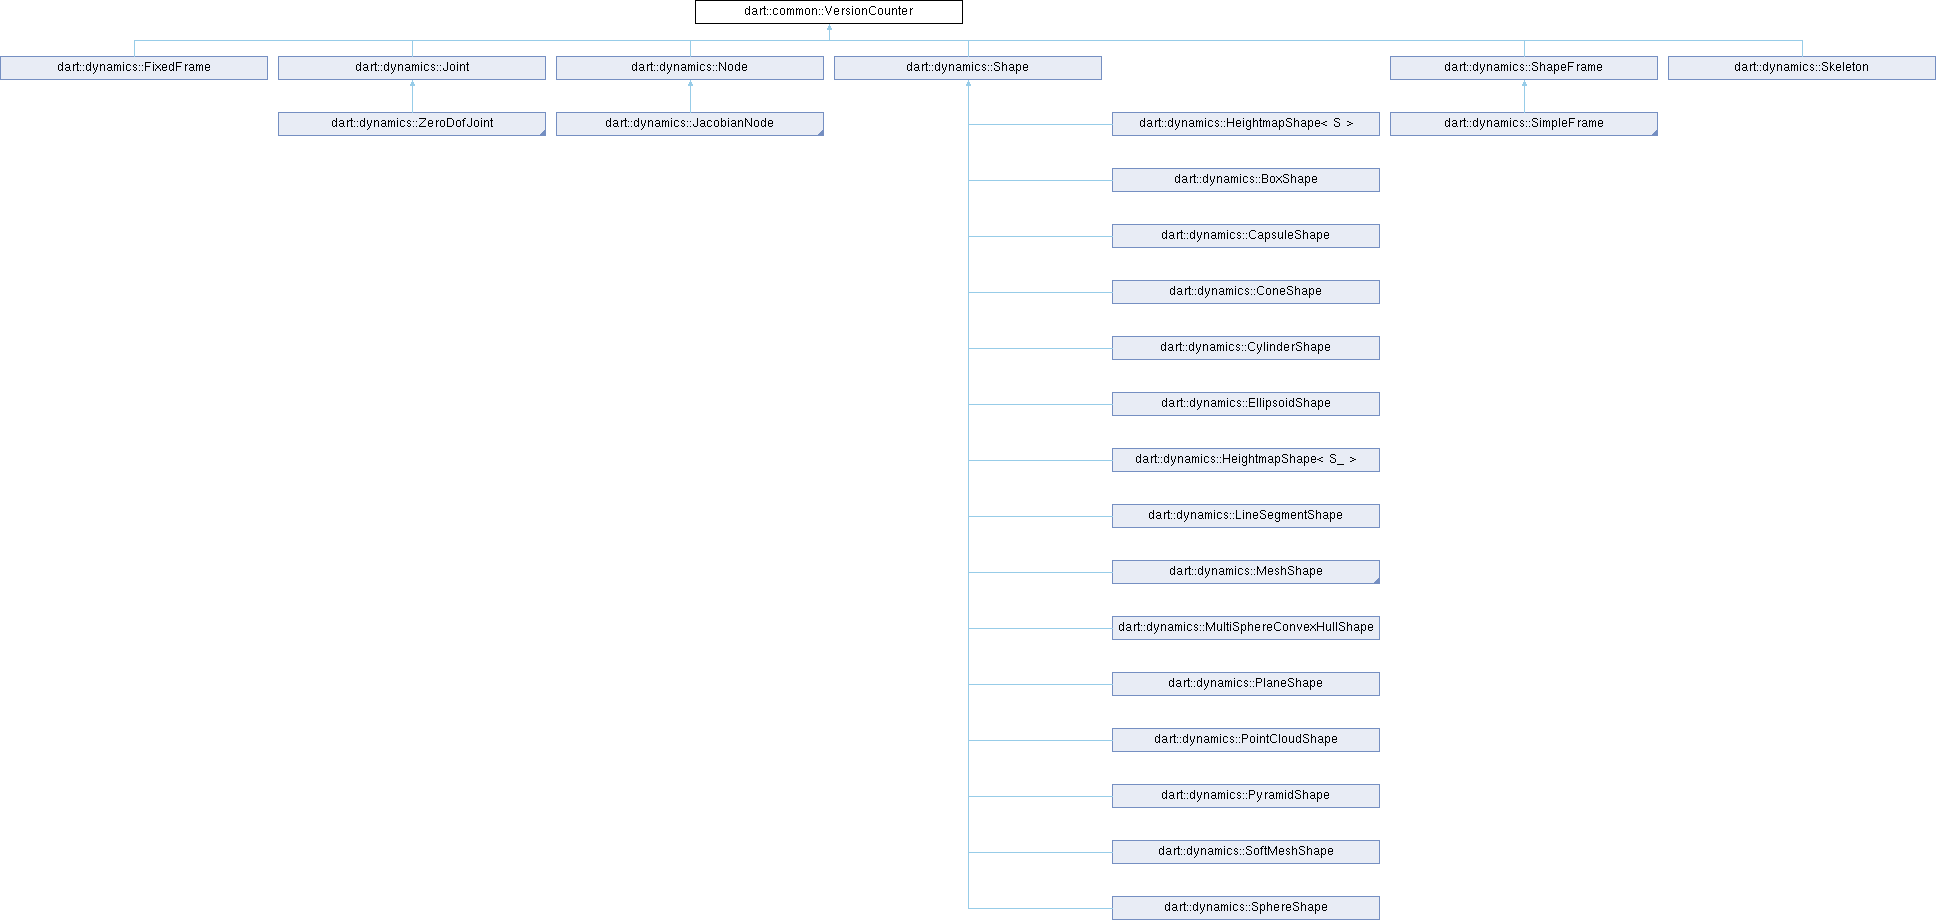 dart::common::VersionCounter
dart::dynamics::FixedFrame
dart::dynamics::Joint
dart::dynamics::Node
dart::dynamics::Shape
dart::dynamics::ShapeFrame
dart::dynamics::Skeleton
dart::dynamics::ZeroDofJoint
dart::dynamics::JacobianNode
dart::dynamics::HeightmapShape< S >
dart::dynamics::SimpleFrame
dart::dynamics::BoxShape
dart::dynamics::CapsuleShape
dart::dynamics::ConeShape
dart::dynamics::CylinderShape
dart::dynamics::EllipsoidShape
dart::dynamics::HeightmapShape< S_ >
dart::dynamics::LineSegmentShape
dart::dynamics::MeshShape
dart::dynamics::MultiSphereConvexHullShape
dart::dynamics::PlaneShape
dart::dynamics::PointCloudShape
dart::dynamics::PyramidShape
dart::dynamics::SoftMeshShape
dart::dynamics::SphereShape